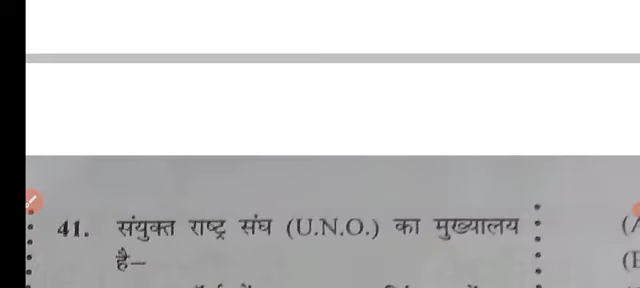 41. संयुक्त राष्ट्र संघ (U.N.O.) का मुख्यालय
है–